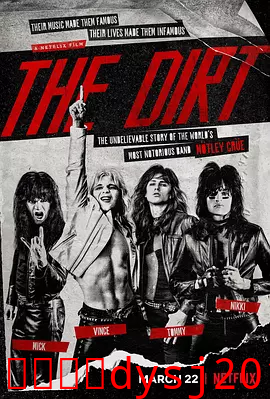 THEIR MUSIC MADE THEM FAMOUS
THEIR LIVES MADE THEM INFAMOUS
A NETFLIX FILM
THE DIRT
THE UNBELIEVABLE STORY OF THE WORLD'S
MOST NOTORIOUS BAND MÖTLEY CRÜE
NIKKI
VINCE
TOMMY
MICK
MARCH 22 | NETFLIX
dysj20